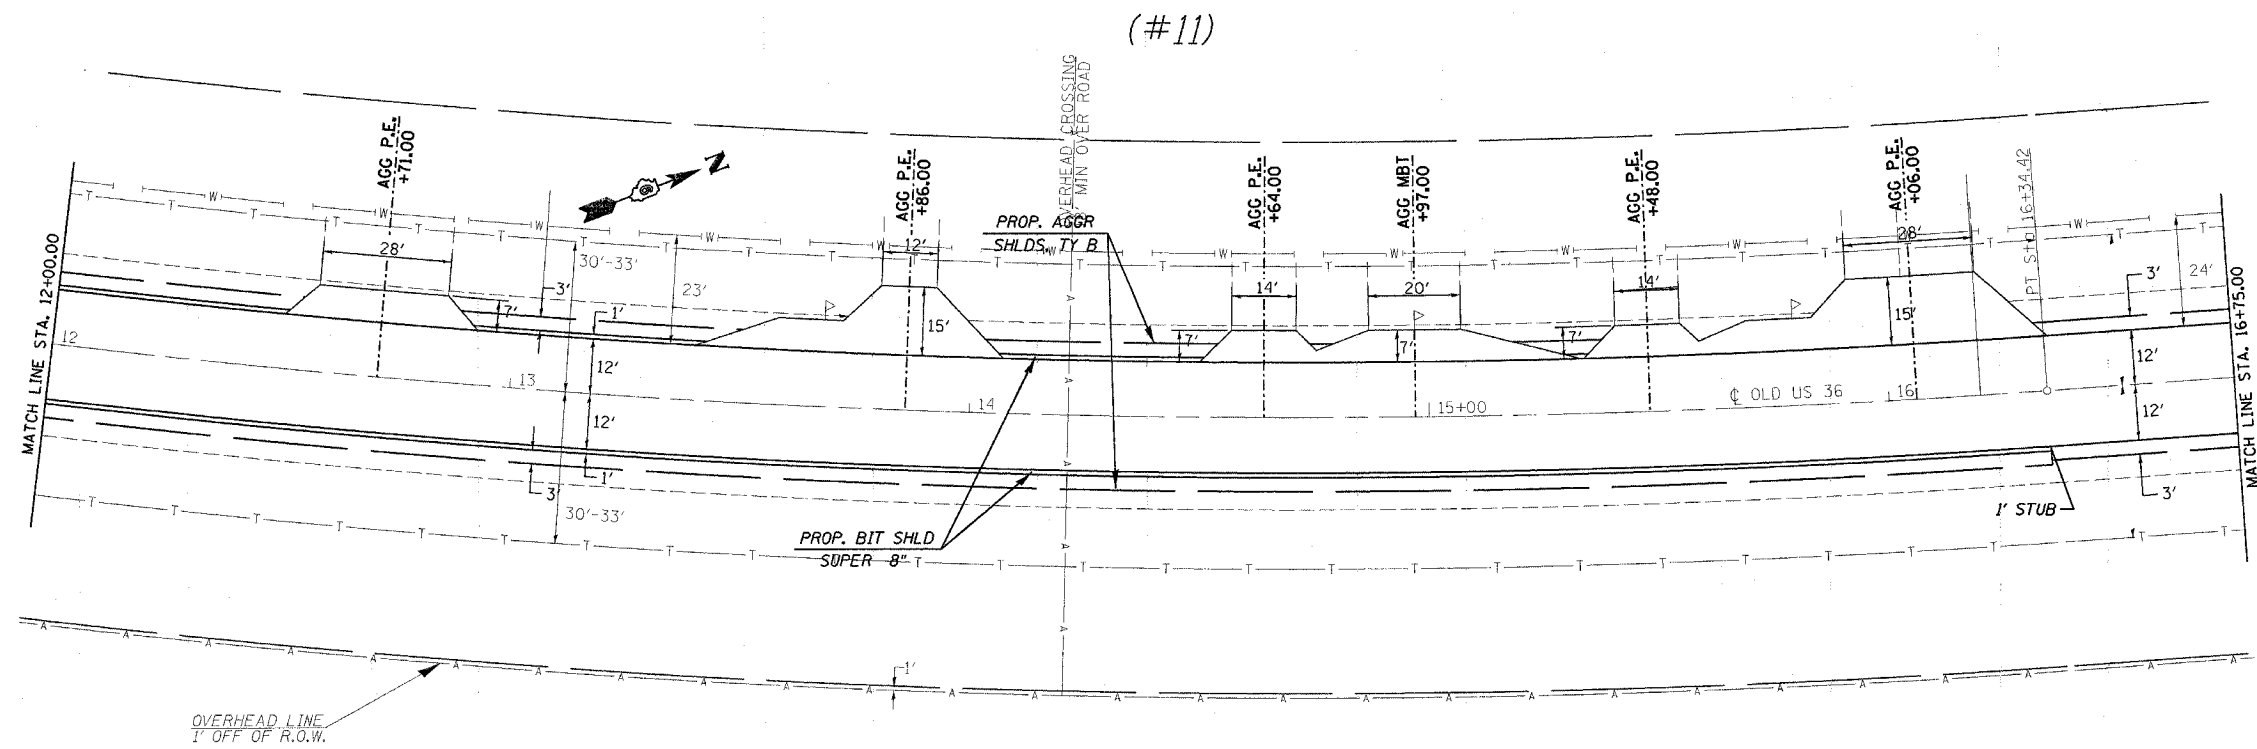 (#11)
OVERHEAD CROSSING
MIN OVER ROAD
AGG P.E.
+71.00
N
AGG P.E.
+86.00
AGG P.E.
+64.00
AGG MBT
+97.00
AGG P.E.
+48.00
AGG P.E.
+06.00
PT Sta 16+34.42
PROP. AGGR
SHLDS, TY B
MATCH LINE STA. 12+00.00
28'
30'-33'
3'
7'
1'
23'
12'
15'
14'
7'
20'
7'
7'
14'
28'
15'
3'
24'
12
13
12'
12'
14
15+00
℄ OLD US 36
16
12'
12'
MATCH LINE STA. 16+75.00
3'
1'
30'-33'
PROP. BIT SHLD
SUPER 8"
1' STUB
3'
1'
OVERHEAD LINE
1' OFF OF R.O.W.